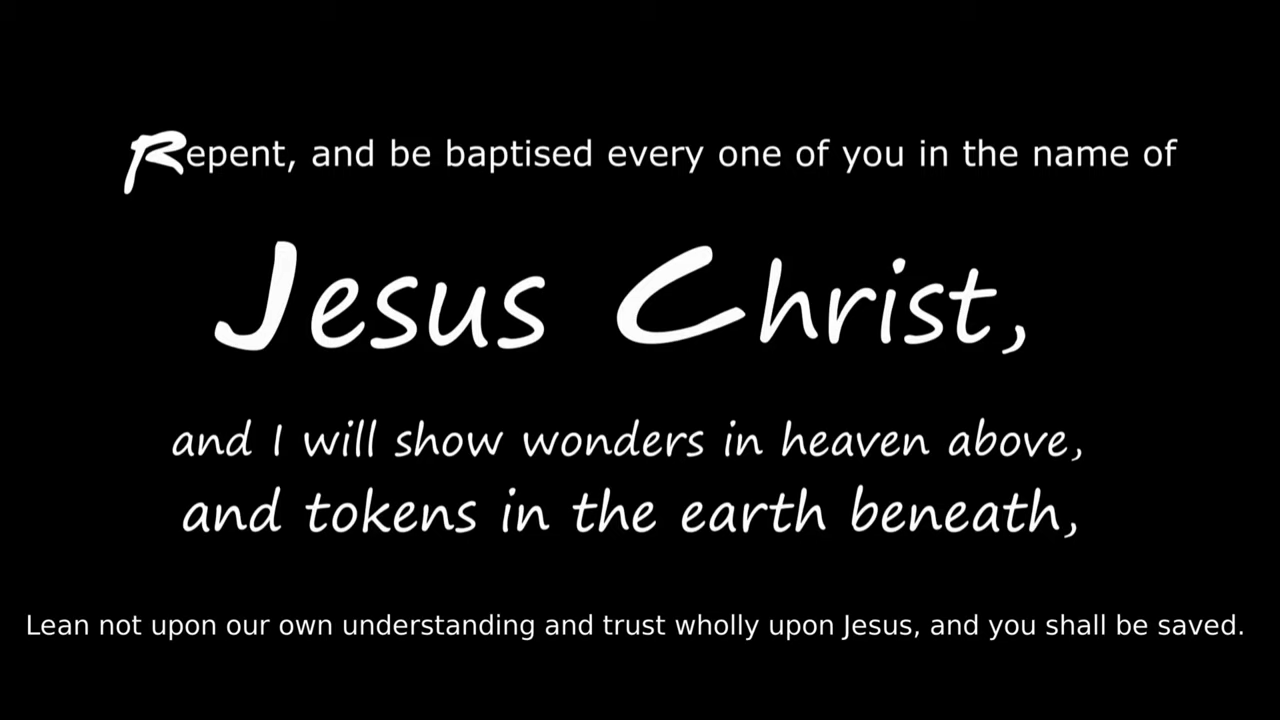 Repent, and be baptised every one of you in the name of
Jesus Christ,
and I will show wonders in heaven above,
and tokens in the earth beneath,
Lean not upon our own understanding and trust wholly upon Jesus, and you shall be saved.